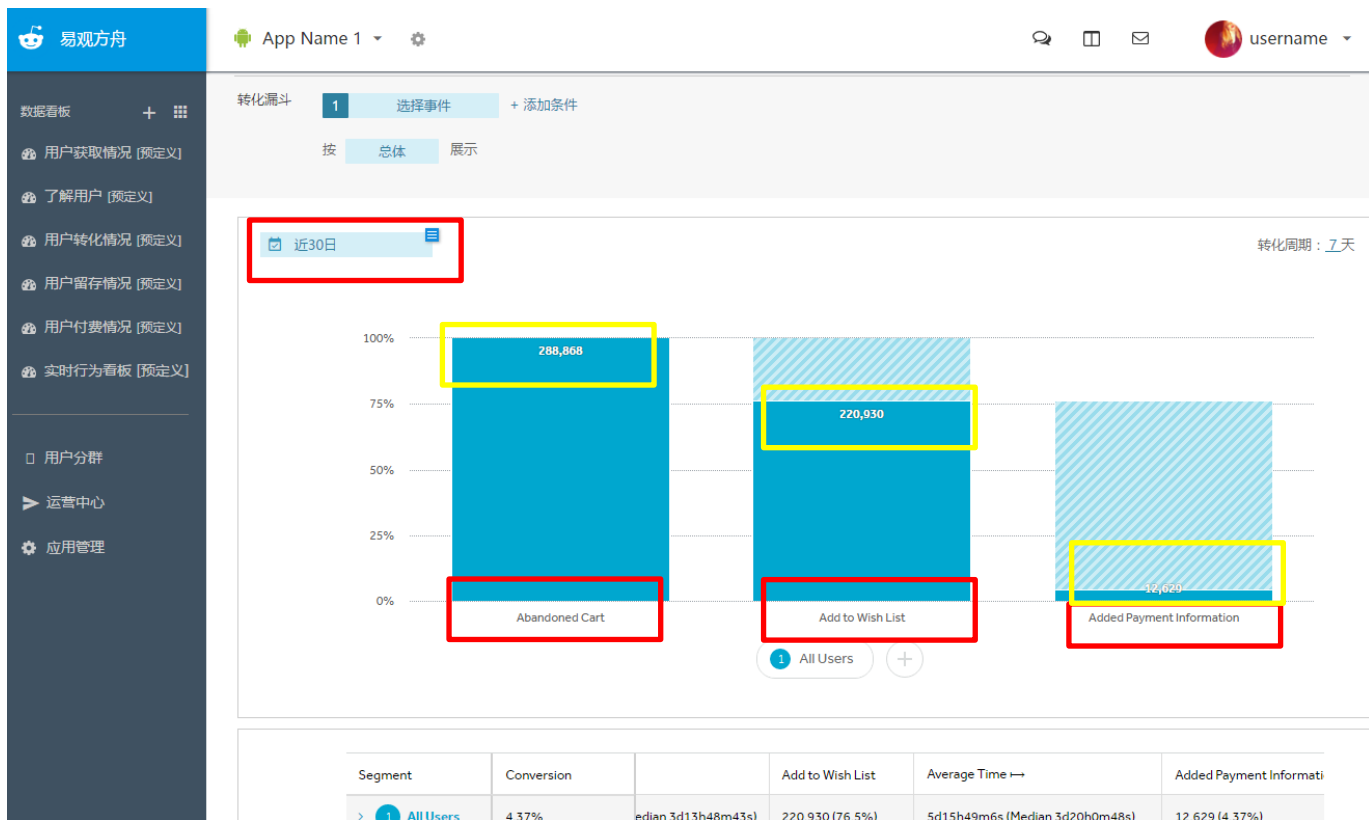 易观方舟
App Name 1
username
数据看板
用户获取情况 [预定义]
了解用户 [预定义]
用户转化情况 [预定义]
用户留存情况 [预定义]
用户付费情况 [预定义]
实时行为看板 [预定义]
用户分群
运营中心
应用管理
转化漏斗 1 选择事件 + 添加条件
按 总体 展示
近30日
转化周期：7天
100%
288,868
75%
220,930
50%
25%
12,629
0%
Abandoned Cart Add to Wish List Added Payment Information
1 All Users
Segment Conversion Add to Wish List Average Time ↦ Added Payment Informati
1 All Users 4.37% edian 3d13h48m43s) 220,930 (76.5%) 5d15h49m6s (Median 3d20h0m48s) 12,629 (4.37%)